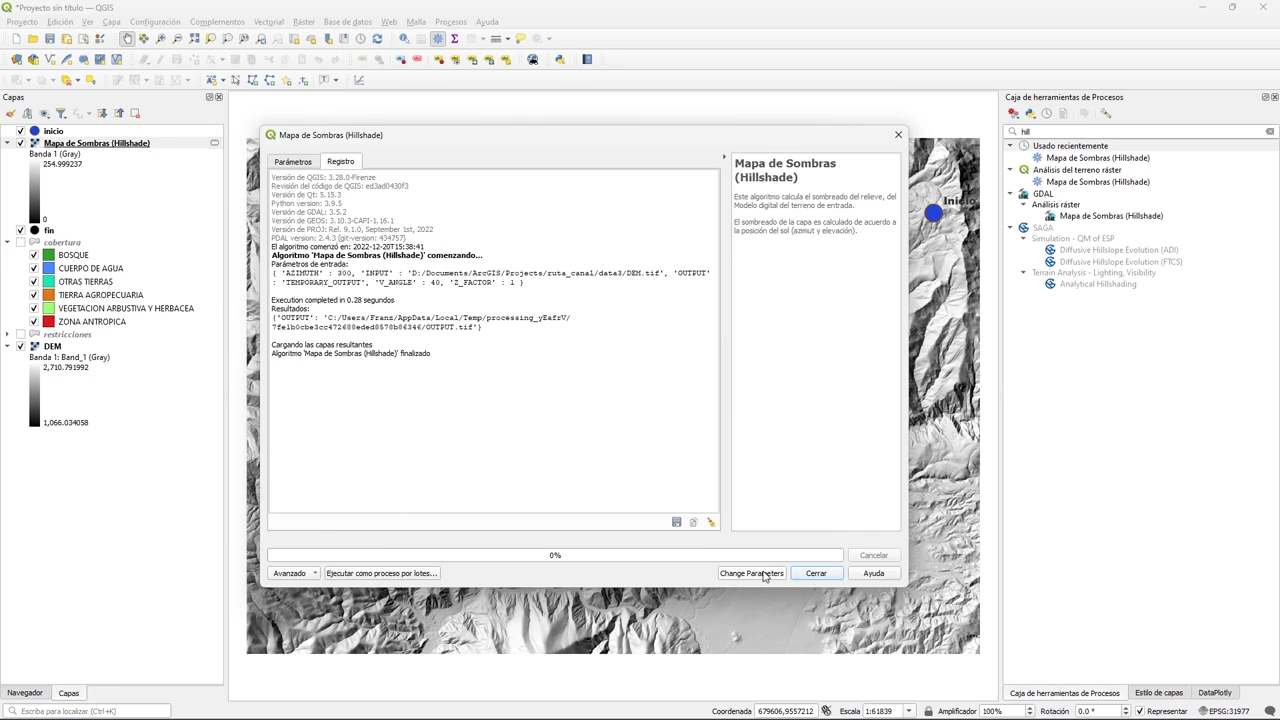 *Proyecto sin título — QGIS
Proyecto Edición Ver Capa Configuración Complementos Vectorial Ráster Base de datos Web Malla Procesos Ayuda
Capas
inicio
Mapa de Sombras (Hillshade)
Banda 1 (Gray)
254.999237
0
fin
cobertura
BOSQUE
CUERPO DE AGUA
OTRAS TIERRAS
TIERRA AGROPECUARIA
VEGETACION ARBUSTIVA Y HERBACEA
ZONA ANTROPICA
restricciones
DEM
Banda 1: Band_1 (Gray)
2,710.791992
1,066.034058
Navegador Capas
Mapa de Sombras (Hillshade)
Parámetros Registro
Versión de QGIS: 3.28.0-Firenze
Revisión del código de QGIS: ed3ad0430f3
Versión de Qt: 5.15.3
Python version: 3.9.5
Versión de GDAL: 3.5.2
Versión de GEOS: 3.10.3-CAPI-1.16.1
Versión de PROJ: Rel. 9.1.0, September 1st, 2022
PDAL version: 2.4.3 (git-version: 434757)
El algoritmo comenzó en: 2022-12-20T15:38:41
Algoritmo 'Mapa de Sombras (Hillshade)' comenzando…
Parámetros de entrada:
{ 'AZIMUTH' : 300, 'INPUT' : 'D:/Documents/ArcGIS/Projects/ruta_canal/data3/DEM.tif', 'OUTPUT'
: 'TEMPORARY_OUTPUT', 'V_ANGLE' : 40, 'Z_FACTOR' : 1 }
Execution completed in 0.28 segundos
Resultados:
{'OUTPUT': 'C:/Users/Franz/AppData/Local/Temp/processing_yEafrV/
7fe1b0cbe3cc472688eded8578b86346/OUTPUT.tif'}
Cargando las capas resultantes
Algoritmo 'Mapa de Sombras (Hillshade)' finalizado
Mapa de Sombras
(Hillshade)
Este algoritmo calcula el sombreado del relieve, del
Modelo digital del terreno de entrada.
El sombreado de la capa es calculado de acuerdo a
la posición del sol (azimut y elevación).
0%
Cancelar
Avanzado Ejecutar como proceso por lotes… Change Parameters Cerrar Ayuda
Inicio
Caja de herramientas de Procesos
hill
Usado recientemente
Mapa de Sombras (Hillshade)
Análisis del terreno ráster
Mapa de Sombras (Hillshade)
GDAL
Análisis ráster
Mapa de Sombras (Hillshade)
SAGA
Simulation - QM of ESP
Diffusive Hillslope Evolution (ADI)
Diffusive Hillslope Evolution (FTCS)
Terrain Analysis - Lighting, Visibility
Analytical Hillshading
Caja de herramientas de Procesos Estilo de capas DataPlotly
Escriba para localizar (Ctrl+K) Coordenada 679606,9557212 Escala 1:61839 Amplificador 100% Rotación 0.0 ° Representar EPSG:31977